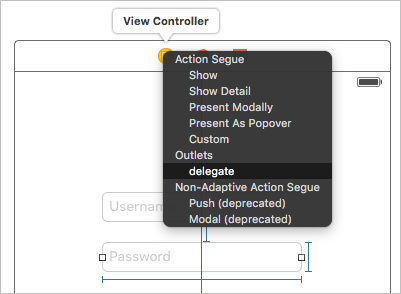 View Controller
Action Segue
Show
Show Detail
Present Modally
Present As Popover
Custom
Outlets
delegate
Non-Adaptive Action Segue
Push (deprecated)
Modal (deprecated)
Username
Password